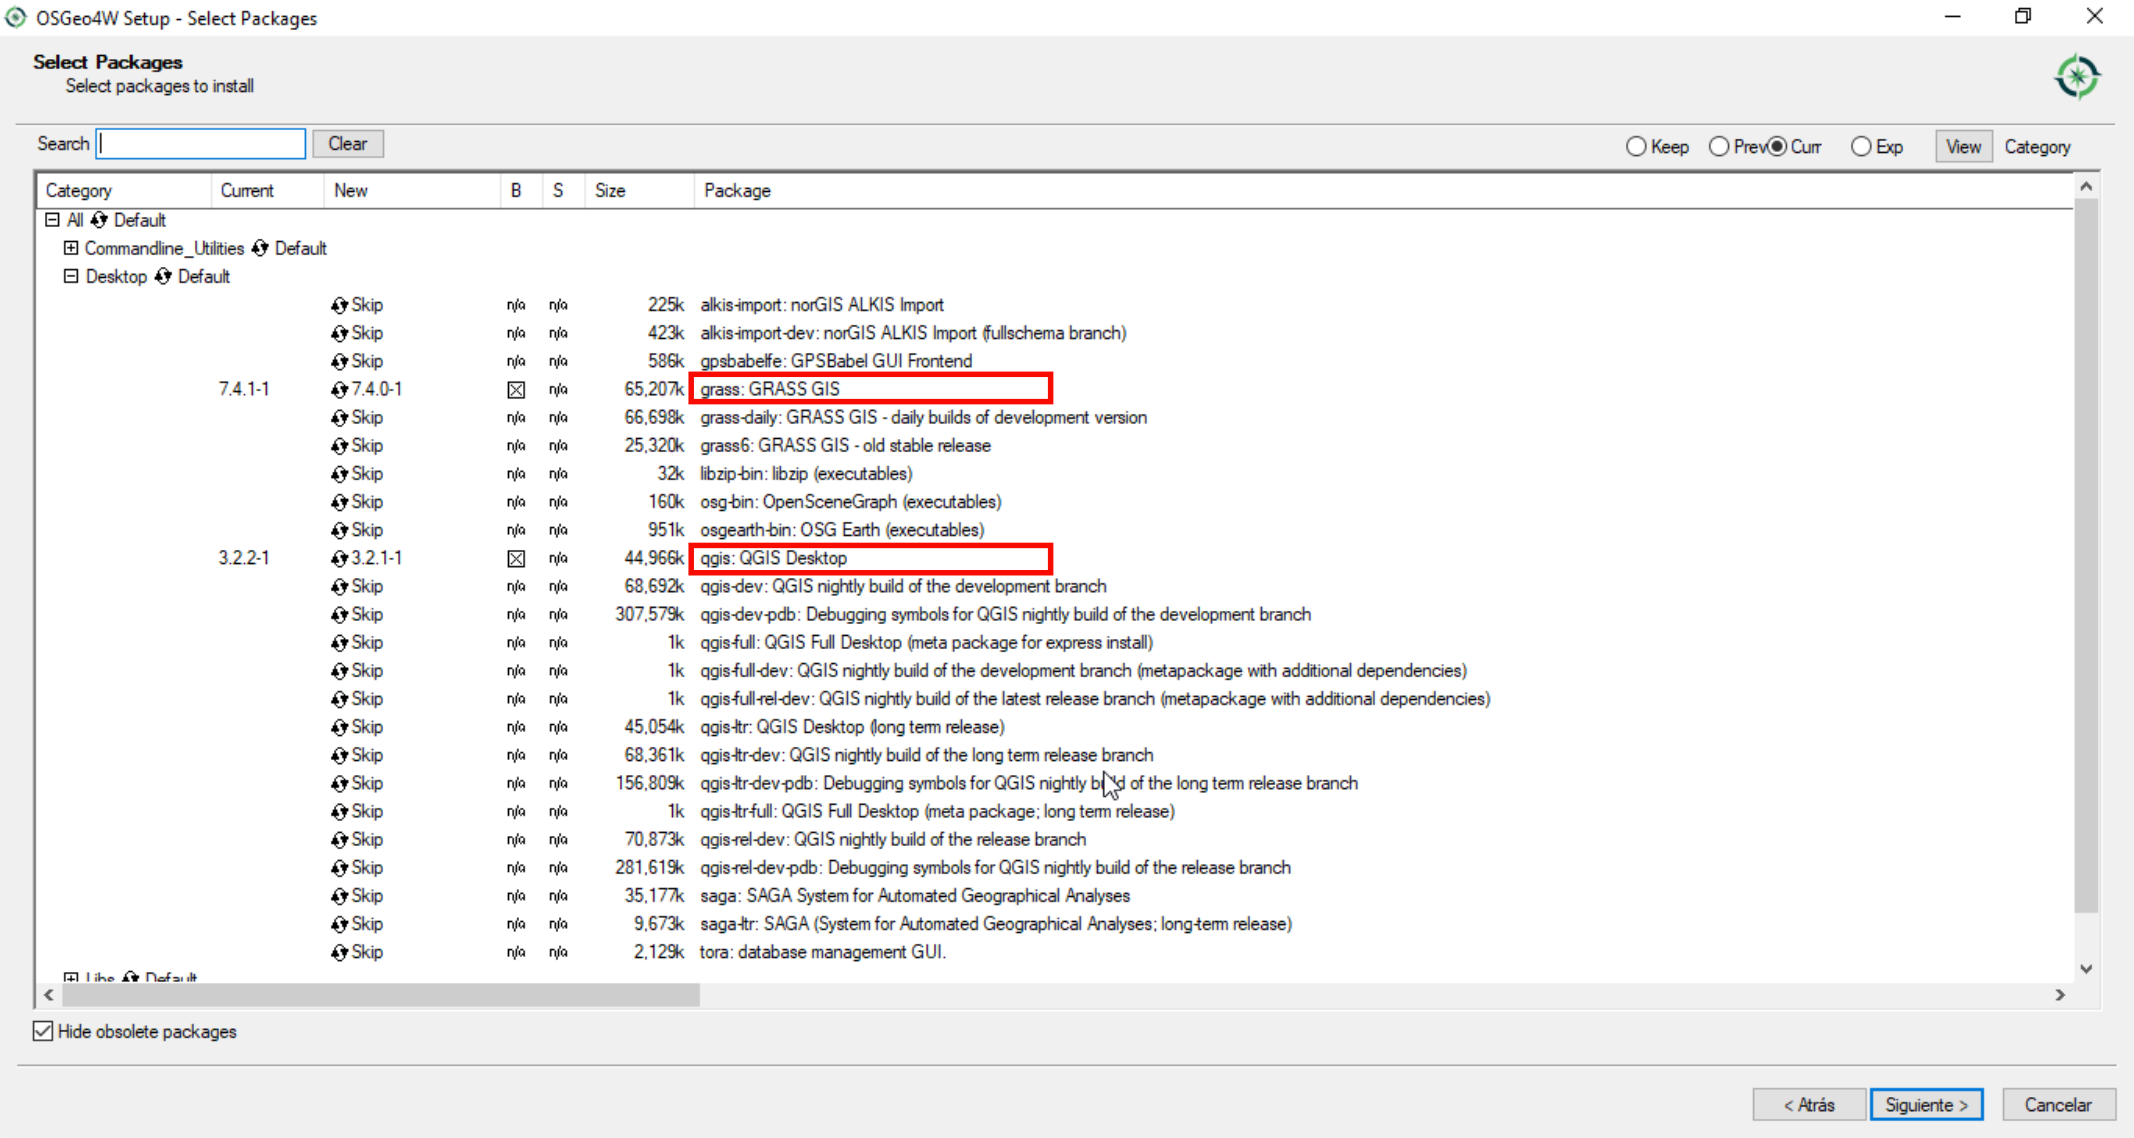 OSGeo4W Setup - Select Packages
Select Packages
Select packages to install
Search Clear Keep Prev Curr Exp View Category
Category Current New B S Size Package
All Default
Commandline_Utilities Default
Desktop Default
Skip n/a n/a 225k alkis-import: norGIS ALKIS Import
Skip n/a n/a 423k alkis-import-dev: norGIS ALKIS Import (fullschema branch)
Skip n/a n/a 586k gpsbabelfe: GPSBabel GUI Frontend
7.4.1-1 7.4.0-1 n/a 65,207k grass: GRASS GIS
Skip n/a n/a 66,698k grass-daily: GRASS GIS - daily builds of development version
Skip n/a n/a 25,320k grass6: GRASS GIS - old stable release
Skip n/a n/a 32k libzip-bin: libzip (executables)
Skip n/a n/a 160k osg-bin: OpenSceneGraph (executables)
Skip n/a n/a 951k osgearth-bin: OSG Earth (executables)
3.2.2-1 3.2.1-1 n/a 44,966k qgis: QGIS Desktop
Skip n/a n/a 68,692k qgis-dev: QGIS nightly build of the development branch
Skip n/a n/a 307,579k qgis-dev-pdb: Debugging symbols for QGIS nightly build of the development branch
Skip n/a n/a 1k qgis-full: QGIS Full Desktop (meta package for express install)
Skip n/a n/a 1k qgis-full-dev: QGIS nightly build of the development branch (metapackage with additional dependencies)
Skip n/a n/a 1k qgis-full-rel-dev: QGIS nightly build of the latest release branch (metapackage with additional dependencies)
Skip n/a n/a 45,054k qgis-ltr: QGIS Desktop (long term release)
Skip n/a n/a 68,361k qgis-ltr-dev: QGIS nightly build of the long term release branch
Skip n/a n/a 156,809k qgis-ltr-dev-pdb: Debugging symbols for QGIS nightly build of the long term release branch
Skip n/a n/a 1k qgis-ltr-full: QGIS Full Desktop (meta package; long term release)
Skip n/a n/a 70,873k qgis-rel-dev: QGIS nightly build of the release branch
Skip n/a n/a 281,619k qgis-rel-dev-pdb: Debugging symbols for QGIS nightly build of the release branch
Skip n/a n/a 35,177k saga: SAGA System for Automated Geographical Analyses
Skip n/a n/a 9,673k saga-ltr: SAGA (System for Automated Geographical Analyses; long-term release)
Skip n/a n/a 2,129k tora: database management GUI.
Libs Default
Hide obsolete packages
< Atrás Siguiente > Cancelar